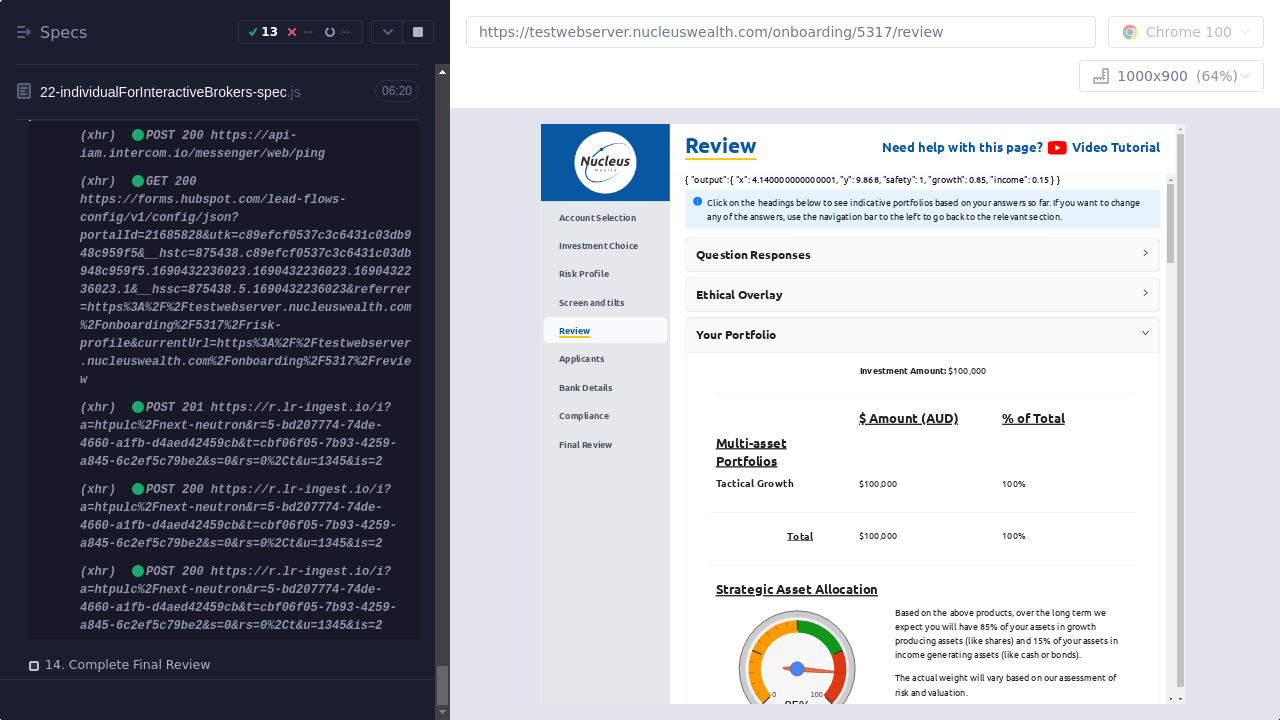 Specs
13
--
--
22-individualForInteractiveBrokers-spec.js
06:20
(xhr) POST 200 https://api-
iam.intercom.io/messenger/web/ping
(xhr) GET 200
https://forms.hubspot.com/lead-flows-
config/v1/config/json?
portalId=21685828&utk=c89efcf0537c3c6431c03db9
48c959f5&__hstc=875438.c89efcf0537c3c6431c03db
948c959f5.1690432236023.1690432236023.16904322
36023.1&__hssc=875438.5.1690432236023&referrer
=https%3A%2F%2Ftestwebserver.nucleuswealth.com
%2Fonboarding%2F5317%2Frisk-
profile&currentUrl=https%3A%2F%2Ftestwebserver
.nucleuswealth.com%2Fonboarding%2F5317%2Frevie
w
(xhr) POST 201 https://r.lr-ingest.io/i?
a=htpulc%2Fnext-neutron&r=5-bd207774-74de-
4660-a1fb-d4aed42459cb&t=cbf06f05-7b93-4259-
a845-6c2ef5c79be2&s=0&rs=0%2Ct&u=1345&is=2
(xhr) POST 200 https://r.lr-ingest.io/i?
a=htpulc%2Fnext-neutron&r=5-bd207774-74de-
4660-a1fb-d4aed42459cb&t=cbf06f05-7b93-4259-
a845-6c2ef5c79be2&s=0&rs=0%2Ct&u=1345&is=2
(xhr) POST 200 https://r.lr-ingest.io/i?
a=htpulc%2Fnext-neutron&r=5-bd207774-74de-
4660-a1fb-d4aed42459cb&t=cbf06f05-7b93-4259-
a845-6c2ef5c79be2&s=0&rs=0%2Ct&u=1345&is=2
14. Complete Final Review
https://testwebserver.nucleuswealth.com/onboarding/5317/review
Chrome 100
1000x900 (64%)
Nucleus
Wealth
Account Selection
Investment Choice
Risk Profile
Screen and tilts
Review
Applicants
Bank Details
Compliance
Final Review
Review
Need help with this page? Video Tutorial
{ "output": { "x": 4.140000000000001, "y": 9.868, "safety": 1, "growth": 0.85, "income": 0.15 } }
Click on the headings below to see indicative portfolios based on your answers so far. If you want to change
any of the answers, use the navigation bar to the left to go back to the relevant section.
Question Responses
Ethical Overlay
Your Portfolio
Investment Amount: $100,000
$ Amount (AUD)
% of Total
Multi-asset
Portfolios
Tactical Growth
$100,000
100%
Total
$100,000
100%
Strategic Asset Allocation
0
100
85%
Based on the above products, over the long term we
expect you will have 85% of your assets in growth
producing assets (like shares) and 15% of your assets in
income generating assets (like cash or bonds).
The actual weight will vary based on our assessment of
risk and valuation.